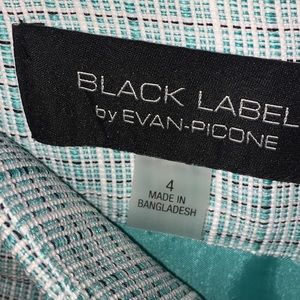 BLACK LABEL
by EVAN-PICONE
4
MADE IN
BANGLADESH